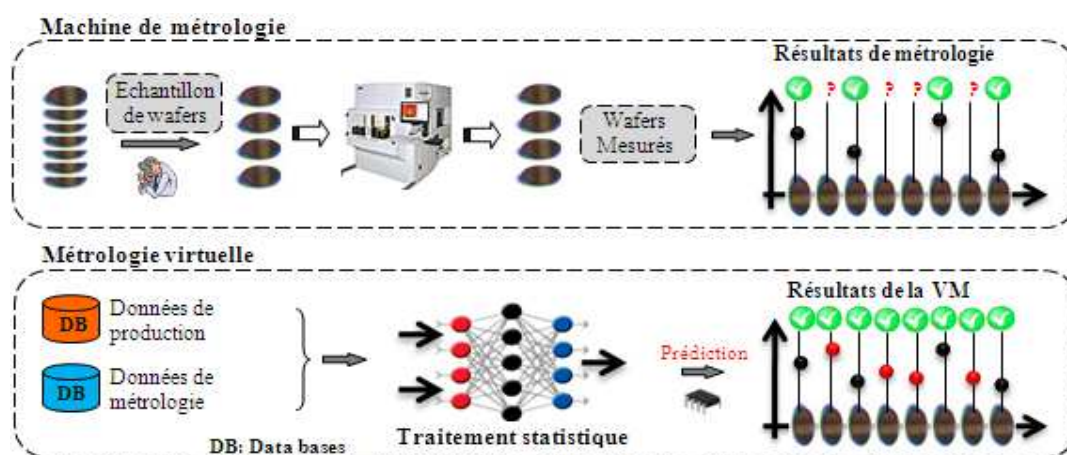 Machine de métrologie
Echantillon
de wafers
Wafers
Mesurés
Résultats de métrologie
? ? ? ?
Métrologie virtuelle
DB
Données de
production
DB
Données de
métrologie
DB: Data bases
Traitement statistique
Prédiction
Résultats de la VM